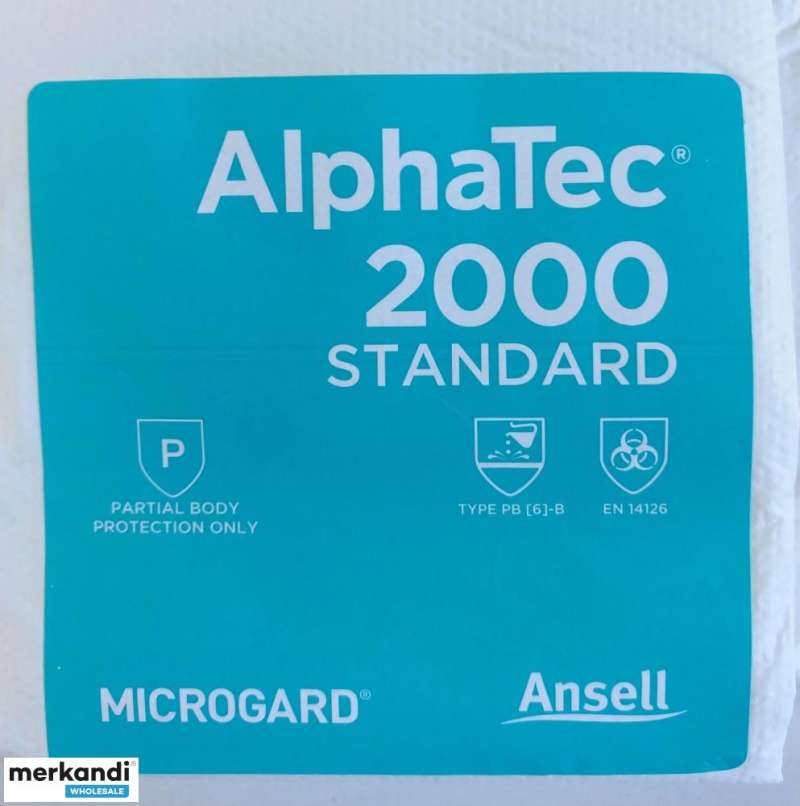 AlphaTec®
2000
STANDARD
P
PARTIAL BODY
PROTECTION ONLY
TYPE PB [6]-B
EN 14126
MICROGARD®
Ansell
merkandi®
WHOLESALE